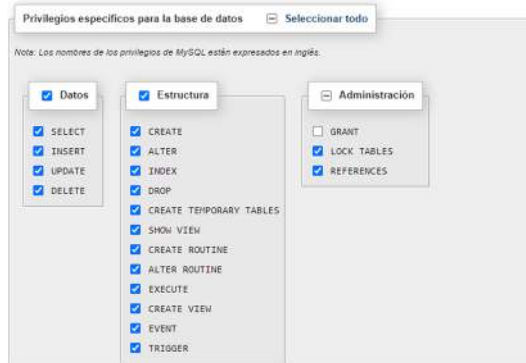 Privilegios específicos para la base de datos Seleccionar todo
Nota: Los nombres de los privilegios de MySQL están expresados en inglés.
Datos
SELECT
INSERT
UPDATE
DELETE
Estructura
CREATE
ALTER
INDEX
DROP
CREATE TEMPORARY TABLES
SHOW VIEW
CREATE ROUTINE
ALTER ROUTINE
EXECUTE
CREATE VIEW
EVENT
TRIGGER
Administración
GRANT
LOCK TABLES
REFERENCES